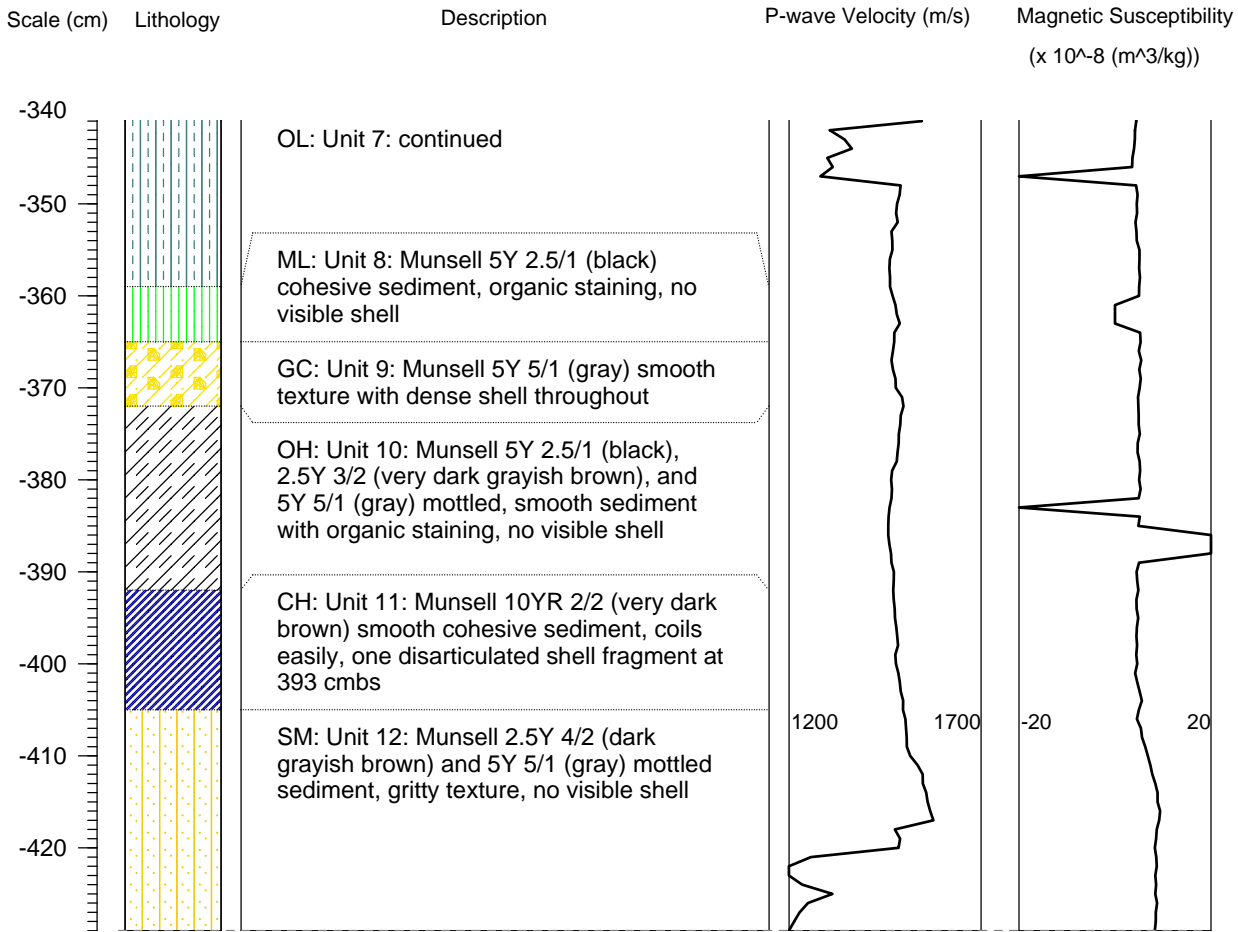 Scale (cm) Lithology Description P-wave Velocity (m/s) Magnetic Susceptibility
(x 10^-8 (m^3/kg))
-340
OL: Unit 7: continued
-350
ML: Unit 8: Munsell 5Y 2.5/1 (black)
cohesive sediment, organic staining, no
visible shell
-360
GC: Unit 9: Munsell 5Y 5/1 (gray) smooth
texture with dense shell throughout
-370
OH: Unit 10: Munsell 5Y 2.5/1 (black),
2.5Y 3/2 (very dark grayish brown), and
5Y 5/1 (gray) mottled, smooth sediment
with organic staining, no visible shell
-380
-390
CH: Unit 11: Munsell 10YR 2/2 (very dark
brown) smooth cohesive sediment, coils
easily, one disarticulated shell fragment at
393 cmbs
-400
1200 1700 -20 20
SM: Unit 12: Munsell 2.5Y 4/2 (dark
grayish brown) and 5Y 5/1 (gray) mottled
sediment, gritty texture, no visible shell
-410
-420